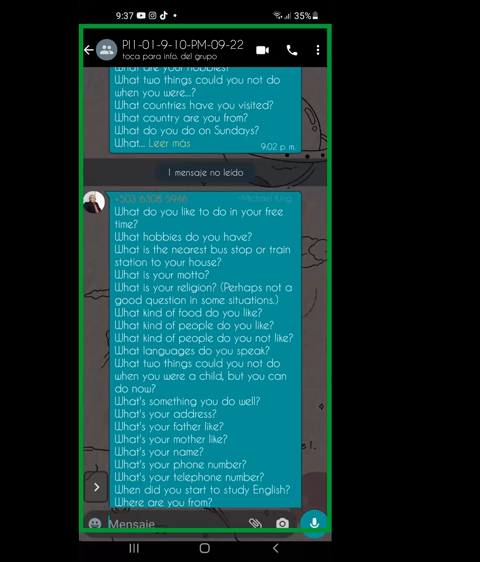 9:37
35%
PI1-01-9-10-PM-09-22
toca para info. del grupo
What are your hobbies?
What two things could you not do
when you were...?
What countries have you visited?
What country are you from?
What do you do on Sundays?
What... Leer más
9:02 p. m.
1 mensaje no leído
+503 6308 5946
~Michael King
What do you like to do in your free
time?
What hobbies do you have?
What is the nearest bus stop or train
station to your house?
What is your motto?
What is your religion? (Perhaps not a
good question in some situations.)
What kind of food do you like?
What kind of people do you like?
What kind of people do you not like?
What languages do you speak?
What two things could you not do
when you were a child, but you can
do now?
What's something you do well?
What's your address?
What's your father like?
What's your mother like?
What's your name?
What's your phone number?
What's your telephone number?
When did you start to study English?
Where are you from?
Mensaje